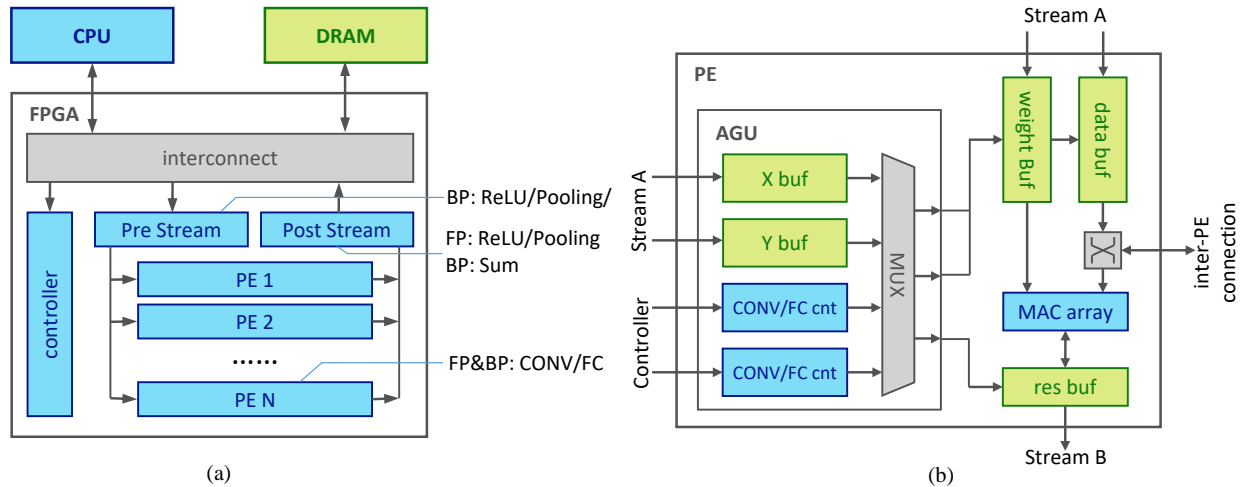 CPU
DRAM
FPGA
interconnect
BP: ReLU/Pooling/
Pre Stream
Post Stream
FP: ReLU/Pooling
BP: Sum
controller
PE 1
PE 2
......
FP&BP: CONV/FC
PE N
(a)
Stream A
PE
AGU
weight Buf
data buf
Stream A
X buf
Y buf
MUX
inter-PE
connection
Controller
CONV/FC cnt
CONV/FC cnt
MAC array
res buf
Stream B
(b)